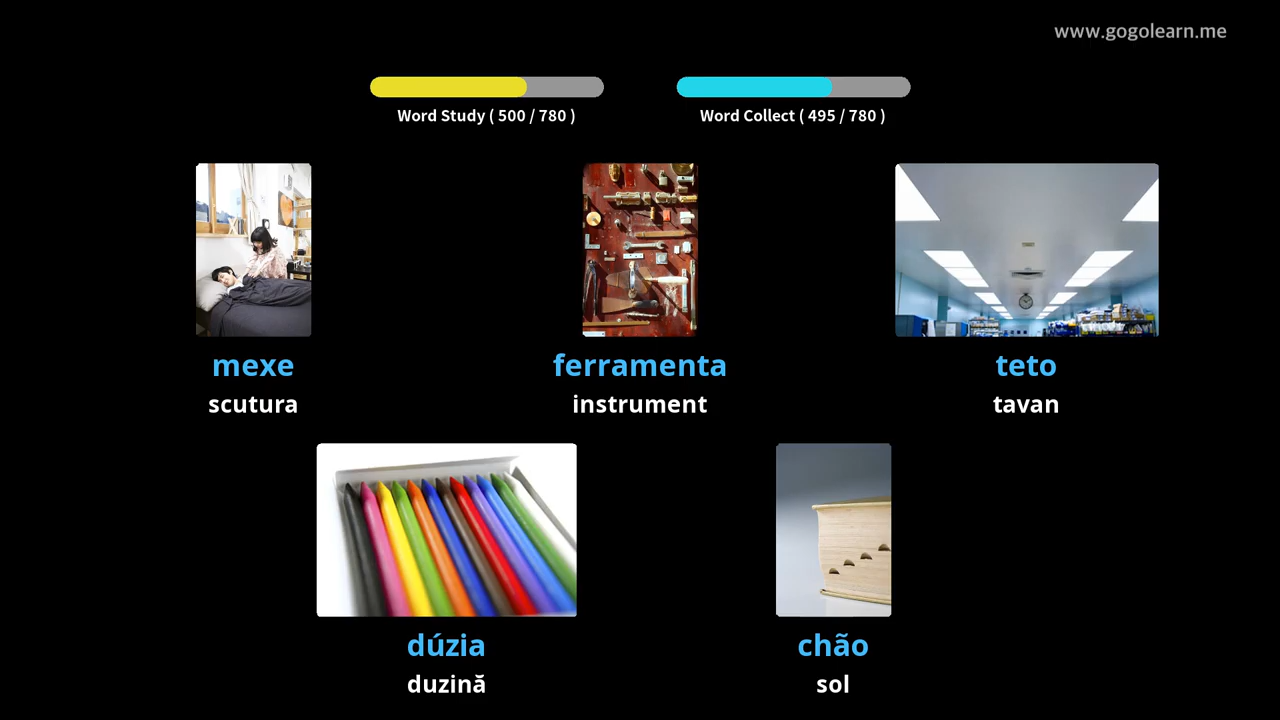 www.gogolearn.me
Word Study ( 500 / 780 )
Word Collect ( 495 / 780 )
mexe
scutura
ferramenta
instrument
teto
tavan
dúzia
duzină
chão
sol